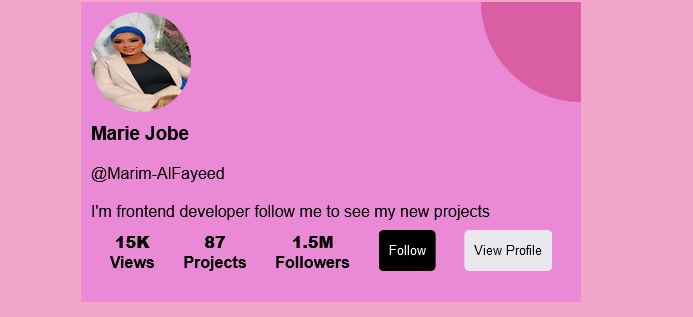 Marie Jobe
@Marim-AlFayeed
I'm frontend developer follow me to see my new projects
15K 87 1.5M
Views Projects Followers Follow View Profile